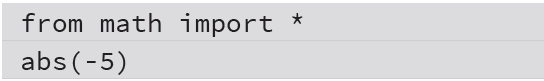 from math import *
abs(-5)